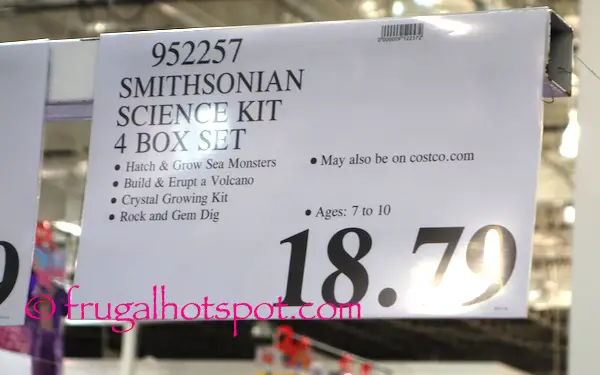 952257
SMITHSONIAN
SCIENCE KIT
4 BOX SET
• Hatch & Grow Sea Monsters
• Build & Erupt a Volcano
• Crystal Growing Kit
• Rock and Gem Dig
• May also be on costco.com
• Ages: 7 to 10
18.79
9
© frugalhotspot.com